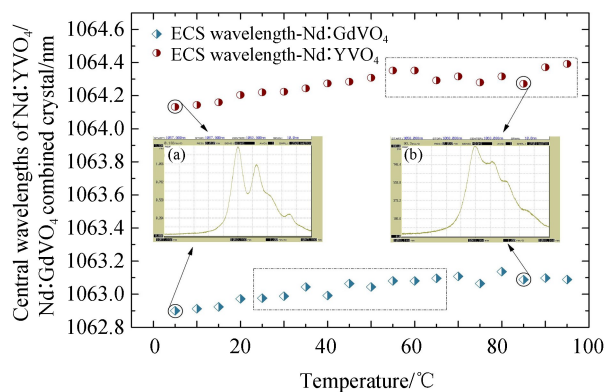 1064.6
1064.4
1064.2
1064.0
1063.8
1063.6
1063.4
1063.2
1063.0
1062.8
Central wavelengths of Nd:YVO₄/
Nd:GdVO₄ combined crystal/nm
ECS wavelength-Nd:GdVO₄
ECS wavelength-Nd:YVO₄
(a)
(b)
0 20 40 60 80 100
Temperature/℃